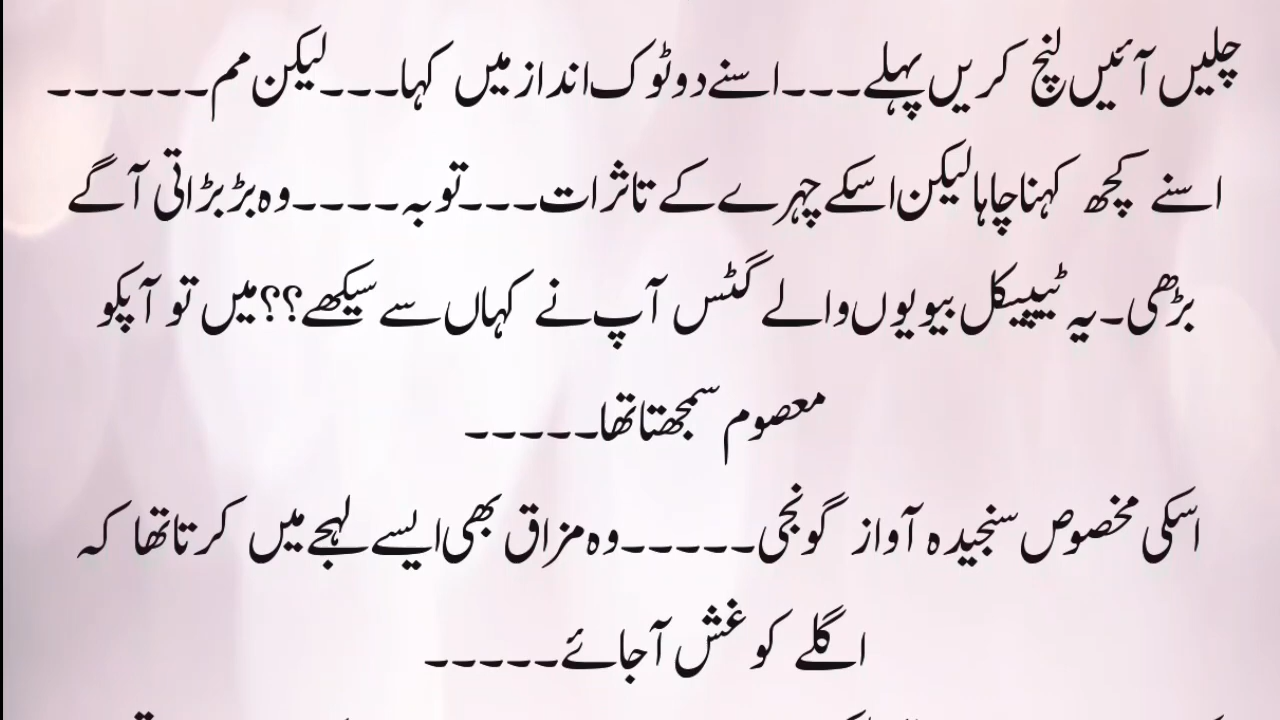 چلیں آئیں لنچ کریں پہلے۔۔۔اسنے دوٹوک انداز میں کہا۔۔۔لیکن مم۔۔۔۔۔۔
اسنے کچھ کہنا چاہا لیکن اسکے چہرے کے تاثرات۔۔۔توبہ۔۔۔۔وہ بڑبڑاتی آگے
بڑھی۔یہ ٹیپیکل بیویوں والے گٹس آپ نے کہاں سے سیکھے؟؟میں تو آپکو
معصوم سمجھتا تھا۔۔۔۔۔
اسکی مخصوص سنجیدہ آواز گونجی۔۔۔۔۔وہ مزاق بھی ایسے لہجے میں کرتا تھا کہ
اگلے کو غش آجائے۔۔۔۔۔